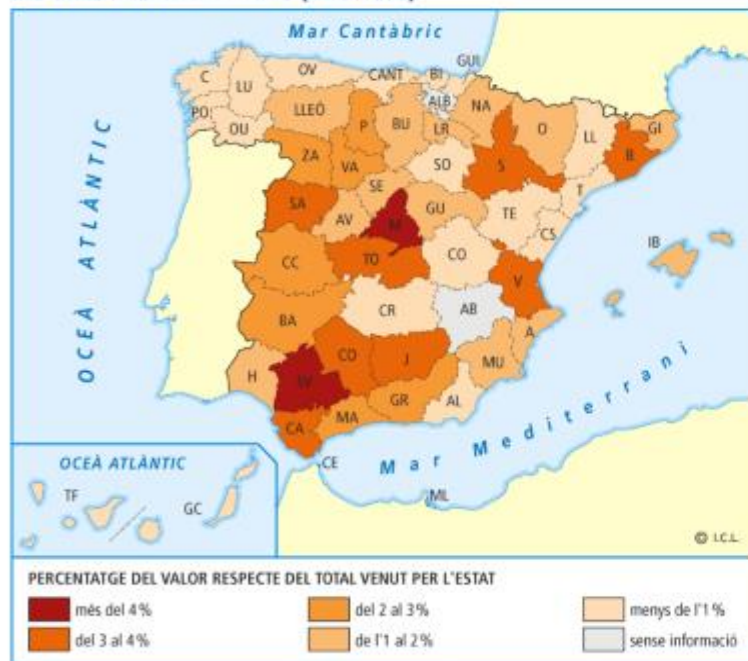 Mar Cantàbric
C
LU
OV
CANT
BI
GUI
PO
OU
LLEÓ
P
BU
ALB
LR
NA
O
LL
GI
B
ZA
VA
SO
S
T
SA
SE
AV
M
GU
TE
CS
IB
CC
TO
CO
V
BA
CR
AB
A
H
CO
J
MU
CA
MA
GR
AL
CE
ML
OCEÀ ATLÀNTIC
Mar Mediterrani
OCEÀ ATLÀNTIC
TF
GC
© I.C.L.
PERCENTATGE DEL VALOR RESPECTE DEL TOTAL VENUT PER L'ESTAT
més del 4%
del 2 al 3%
menys de l'1%
del 3 al 4%
de l'1 al 2%
sense informació